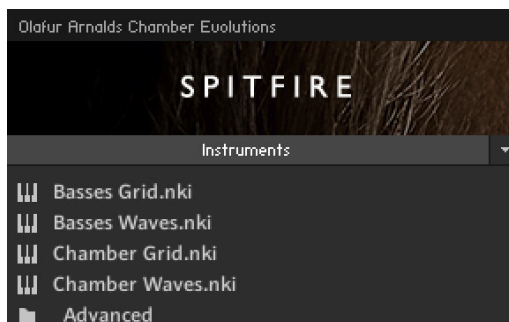 Olafur Arnalds Chamber Evolutions
SPITFIRE
Instruments
Basses Grid.nki
Basses Waves.nki
Chamber Grid.nki
Chamber Waves.nki
Advanced